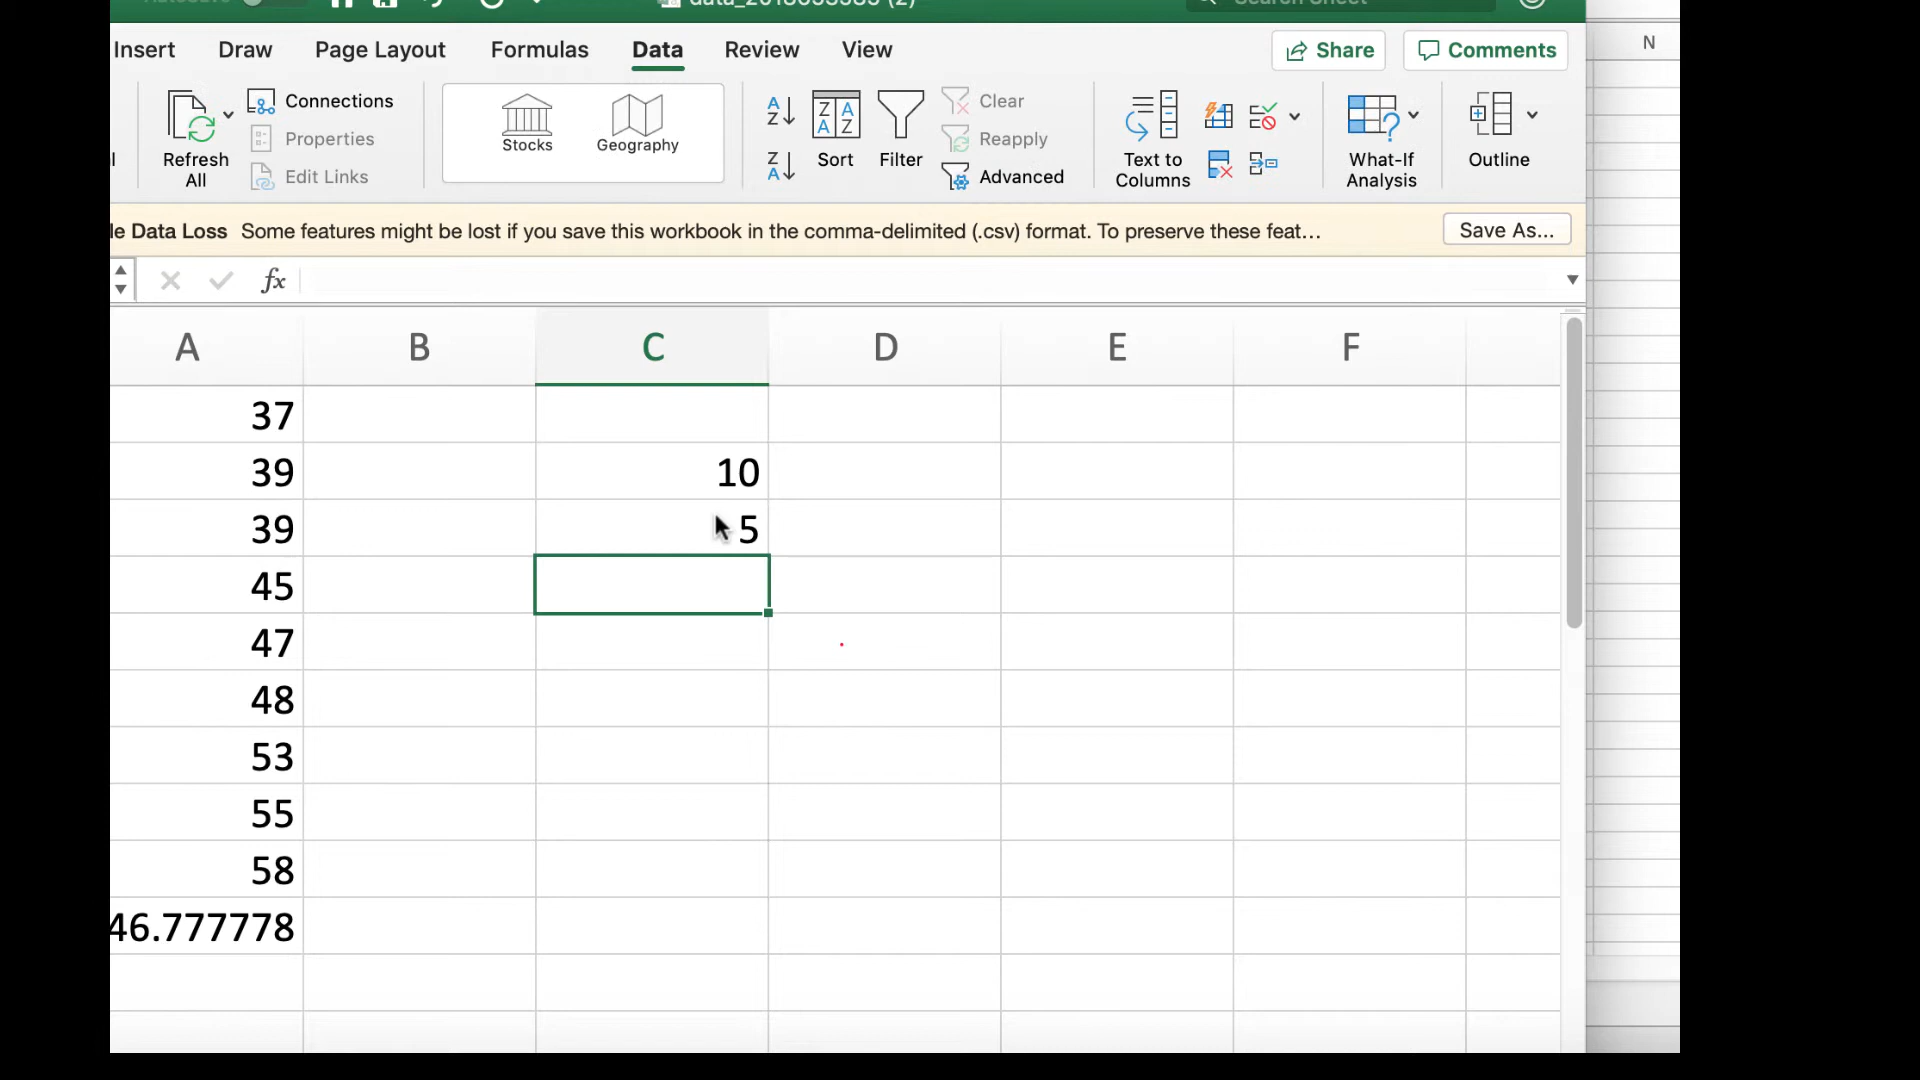 Insert Draw Page Layout Formulas Data Review View Share Comments
Refresh All
Connections
Properties
Edit Links
Stocks
Geography
Sort
Filter
Clear
Reapply
Advanced
Text to Columns
What-If Analysis
Outline
le Data Loss Some features might be lost if you save this workbook in the comma-delimited (.csv) format. To preserve these feat... Save As...
fx
A B C D E F N
37
39 10
39 5
45
47
48
53
55
58
46.777778